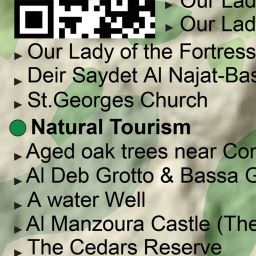 Our Lad
Our Lad
Our Lady of the Fortress
Deir Saydet Al Najat-Bas
St.Georges Church
Natural Tourism
Aged oak trees near Con
Al Deb Grotto & Bassa G
A water Well
Al Manzoura Castle (The
The Cedars Reserve